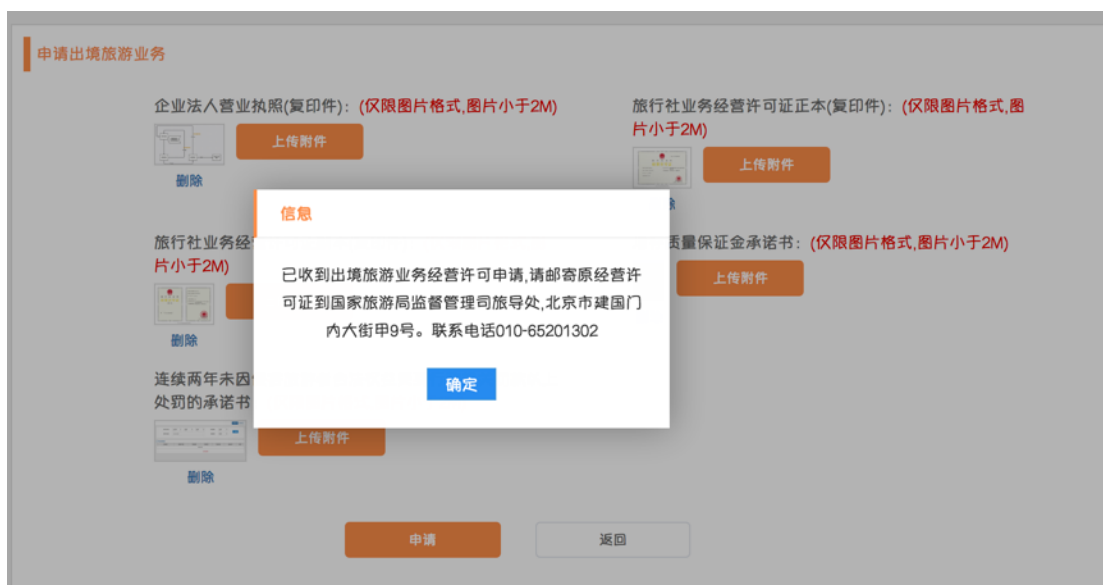 申请出境旅游业务
企业法人营业执照(复印件): (仅限图片格式,图片小于2M)
上传附件
删除
旅行社业务经营许可证正本(复印件): (仅限图片格式,图
片小于2M)
上传附件
旅行社业务经
片小于2M)
删除
质量保证金承诺书: (仅限图片格式,图片小于2M)
上传附件
信息
已收到出境旅游业务经营许可申请,请邮寄原经营许
可证到国家旅游局监督管理司旅导处,北京市建国门
内大街甲9号。联系电话010-65201302
确定
连续两年未因
处罚的承诺书
上传附件
删除
申请
返回